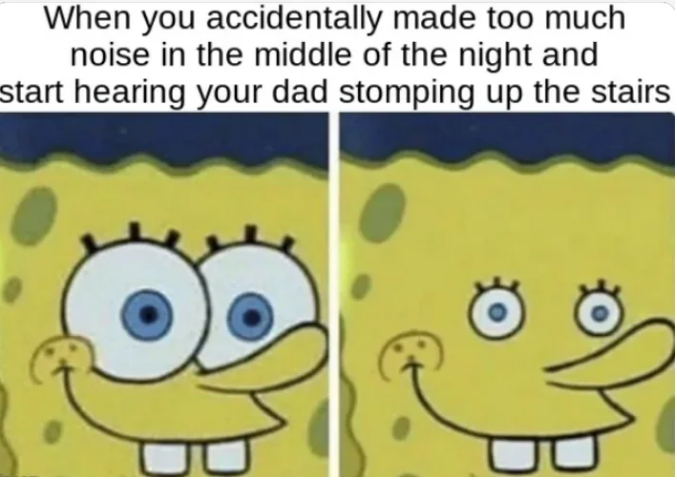 When you accidentally made too much
noise in the middle of the night and
start hearing your dad stomping up the stairs